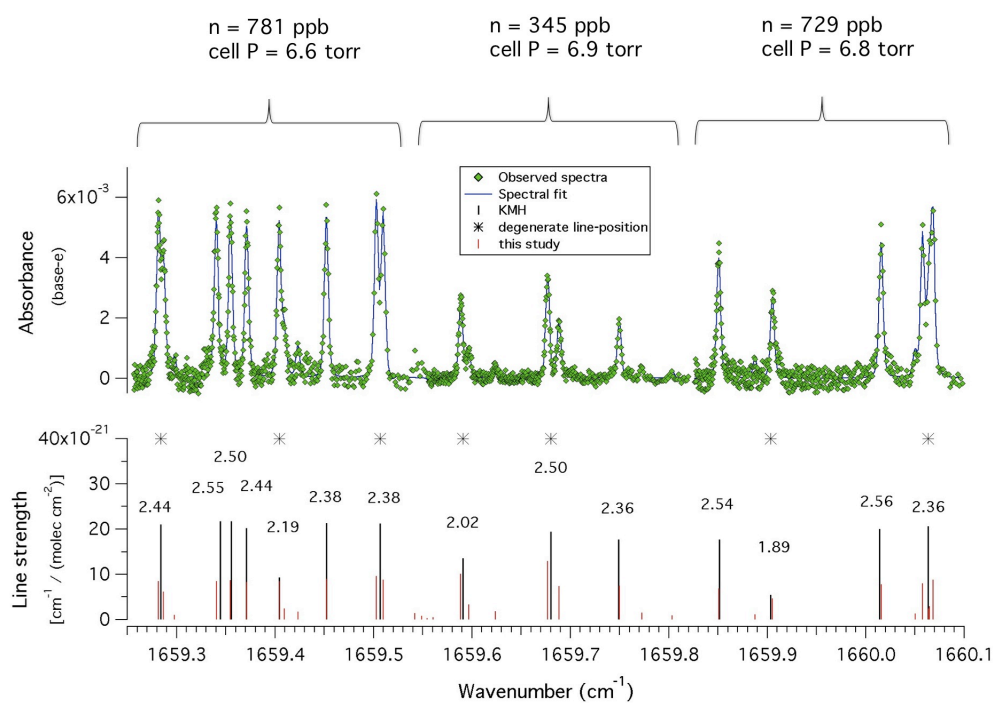 n = 781 ppb
cell P = 6.6 torr
n = 345 ppb
cell P = 6.9 torr
n = 729 ppb
cell P = 6.8 torr
Observed spectra
Spectral fit
KMH
degenerate line-position
this study
Absorbance
(base-e)
6x10⁻³
4
2
0
Line strength
[cm⁻¹ / (molec cm⁻²)]
40x10⁻²¹
30
20
10
0
2.44
2.55
2.50
2.44
2.19
2.38
2.38
2.02
2.50
2.36
2.54
1.89
2.56
2.36
1659.3
1659.4
1659.5
1659.6
1659.7
1659.8
1659.9
1660.0
1660.1
Wavenumber (cm⁻¹)